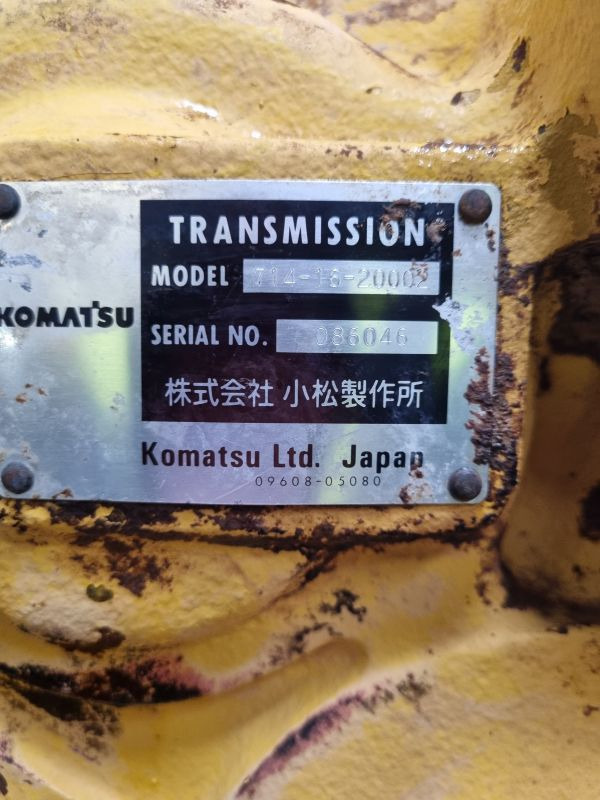 TRANSMISSION
MODEL 714-16-20002
KOMATSU
SERIAL NO. 086046
株式会社 小松製作所
Komatsu Ltd. Japan
09608-05080